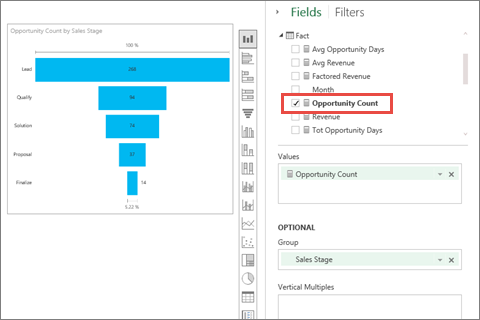 Opportunity Count by Sales Stage
100 %
Lead 268
Qualify 94
Solution 74
Proposal 37
Finalize 14
5.22 %
Fields Filters
Fact
Avg Opportunity Days
Avg Revenue
Factored Revenue
Month
Opportunity Count
Revenue
Tot Opportunity Days
Values
Opportunity Count
OPTIONAL
Group
Sales Stage
Vertical Multiples